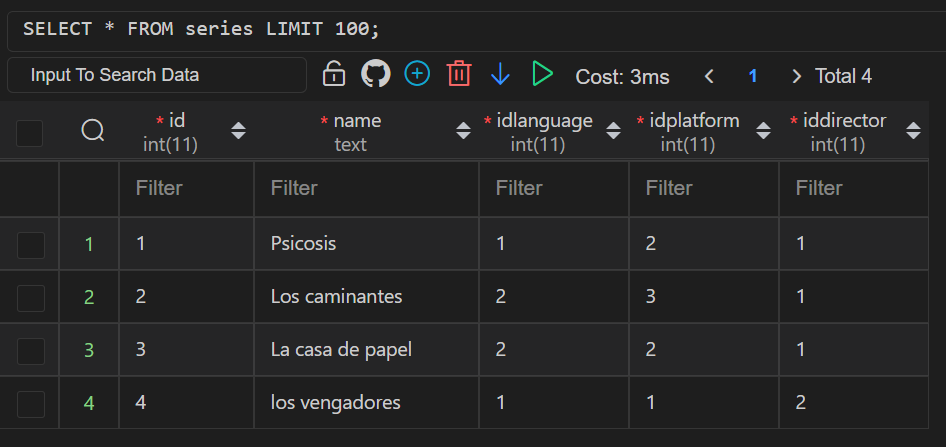 SELECT * FROM series LIMIT 100;
Input To Search Data Cost: 3ms 1 Total 4
* id * name * idlanguage * idplatform * iddirector
int(11) text int(11) int(11) int(11)
Filter Filter Filter Filter Filter
1 1 Psicosis 1 2 1
2 2 Los caminantes 2 3 1
3 3 La casa de papel 2 2 1
4 4 los vengadores 1 1 2